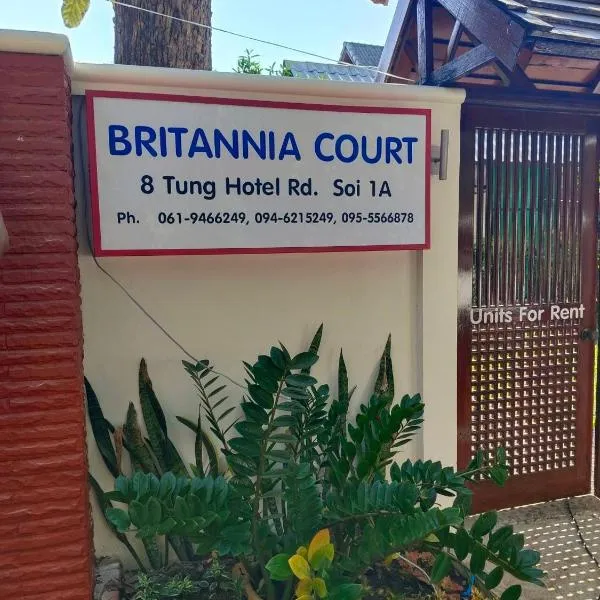 BRITANNIA COURT
8 Tung Hotel Rd. Soi 1A
Ph. 061-9466249, 094-6215249, 095-5566878
Units For Rent